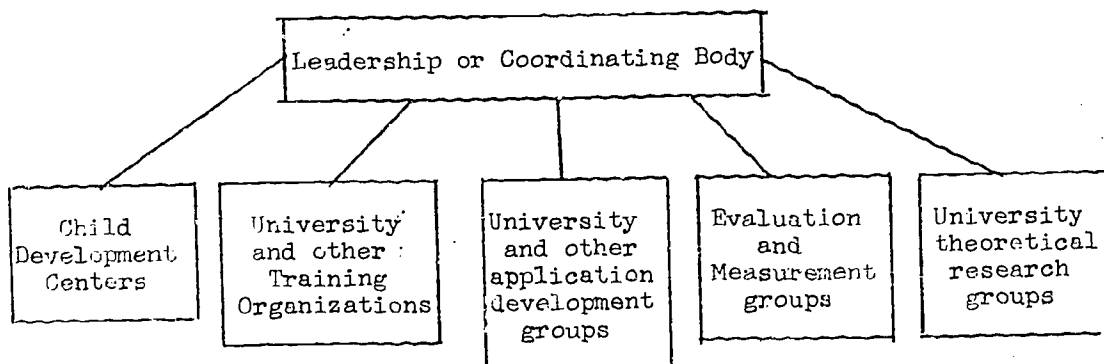 Leadership or Coordinating Body
Child
Development
Centers
University
and other
Training
Organizations
University
and other
application
development
groups
Evaluation
and
Measurement
groups
University
theoretical
research
groups